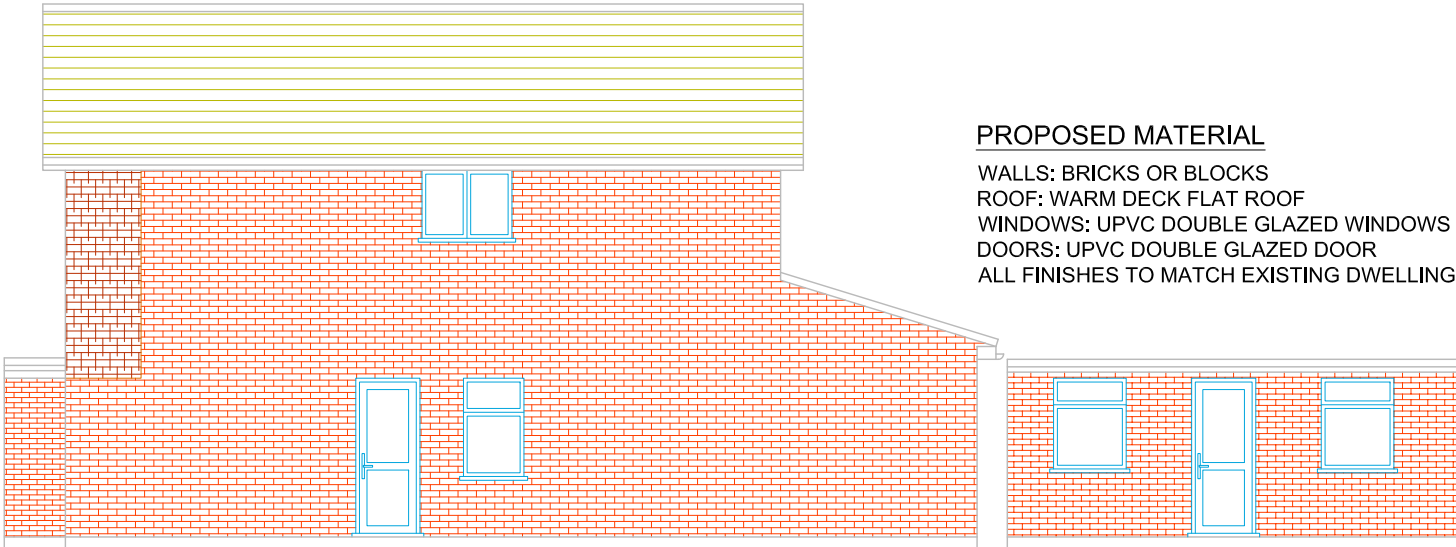 PROPOSED MATERIAL
WALLS: BRICKS OR BLOCKS
ROOF: WARM DECK FLAT ROOF
WINDOWS: UPVC DOUBLE GLAZED WINDOWS
DOORS: UPVC DOUBLE GLAZED DOOR
ALL FINISHES TO MATCH EXISTING DWELLING